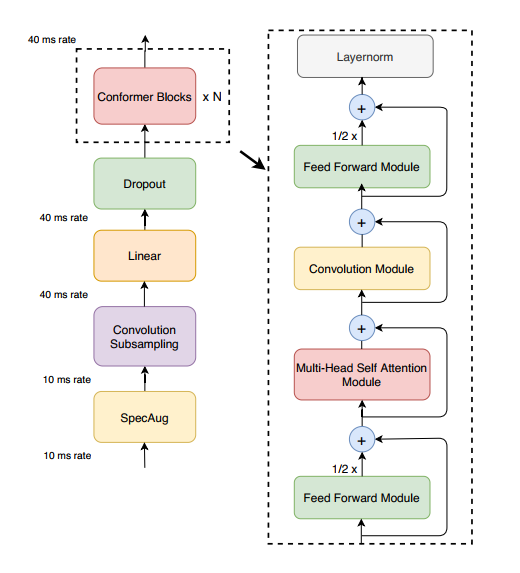 40 ms rate
Conformer Blocks
x N
Dropout
40 ms rate
Linear
40 ms rate
Convolution
Subsampling
10 ms rate
SpecAug
10 ms rate
Layernorm
+
1/2 x
Feed Forward Module
+
Convolution Module
+
Multi-Head Self Attention
Module
+
1/2 x
Feed Forward Module